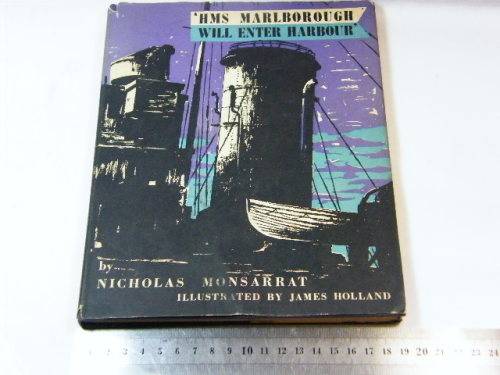 'HMS MARLBOROUGH
WILL ENTER HARBOUR'
by
NICHOLAS MONSARRAT
ILLUSTRATED BY JAMES HOLLAND
1 2 3 4 5 6 7 8 9 10 11 12 13 14 15 16 17 18 19 20 21 22 23 24